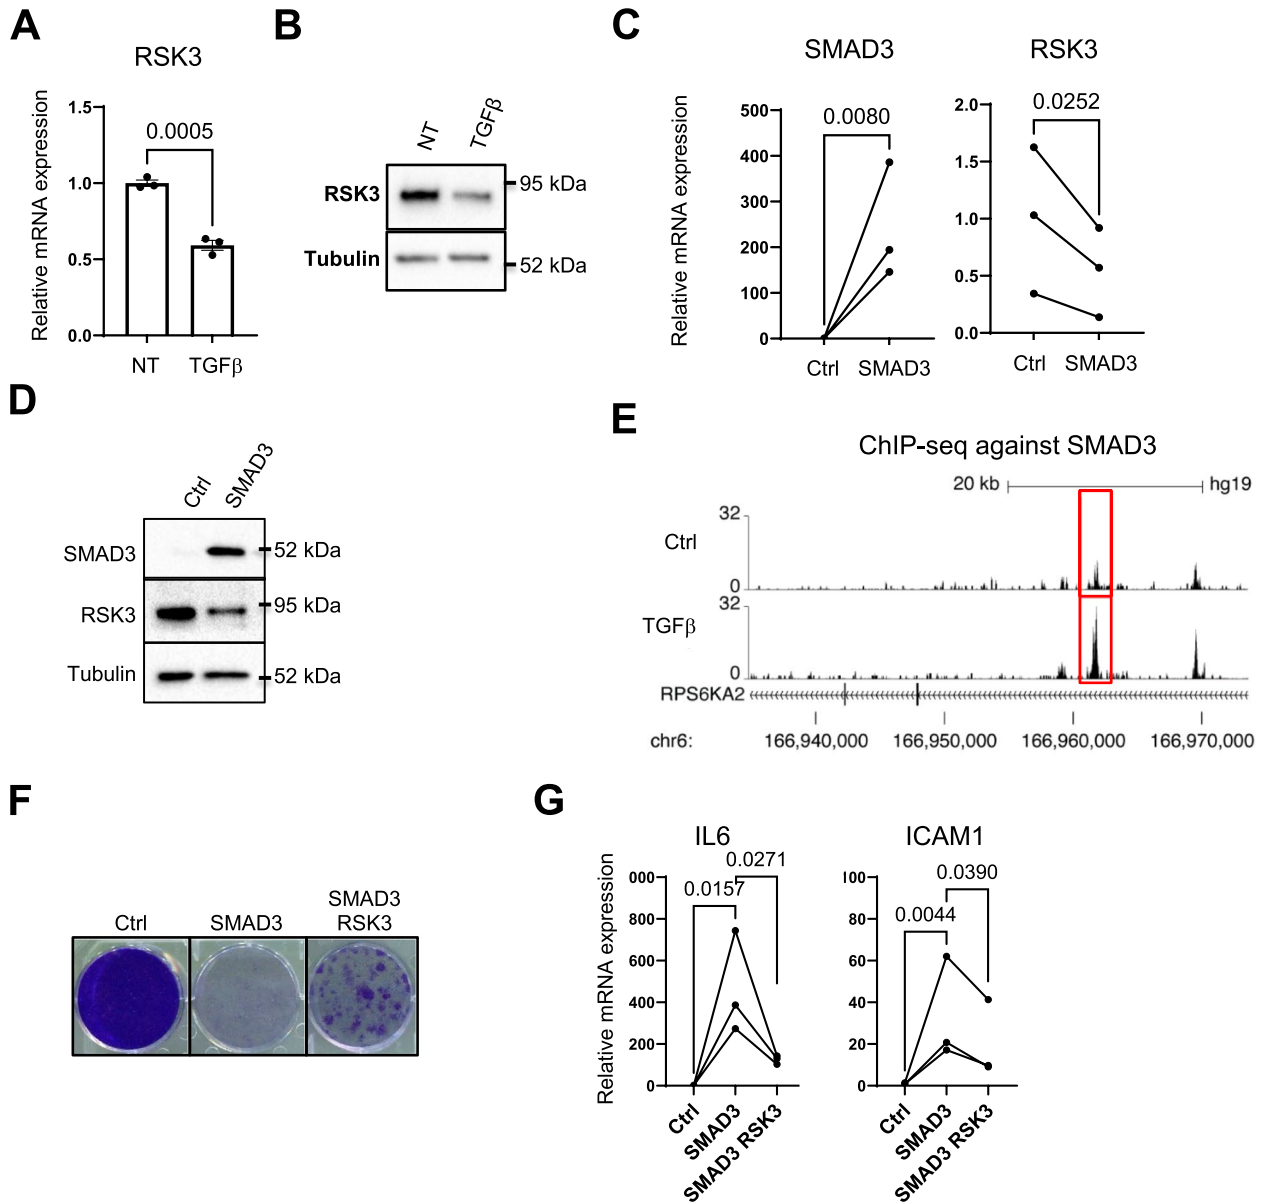 A
RSK3
Relative mRNA expression
1.5
1.0
0.5
0.0
0.0005
NT
TGFβ
B
NT
TGFβ
RSK3
95 kDa
Tubulin
52 kDa
C
SMAD3
Relative mRNA expression
500
400
300
200
100
0
0.0080
Ctrl
SMAD3
RSK3
2.0
1.5
1.0
0.5
0.0
0.0252
Ctrl
SMAD3
D
Ctrl
SMAD3
SMAD3
52 kDa
RSK3
95 kDa
Tubulin
52 kDa
E
ChIP-seq against SMAD3
20 kb
hg19
32
Ctrl
0
32
TGFβ
0
RPS6KA2
chr6:
166,940,000
166,950,000
166,960,000
166,970,000
F
Ctrl
SMAD3
SMAD3
RSK3
G
IL6
Relative mRNA expression
000
800
600
400
200
0
0.0157
0.0271
Ctrl
SMAD3
SMAD3 RSK3
ICAM1
100
80
60
40
20
0
0.0044
0.0390
Ctrl
SMAD3
SMAD3 RSK3